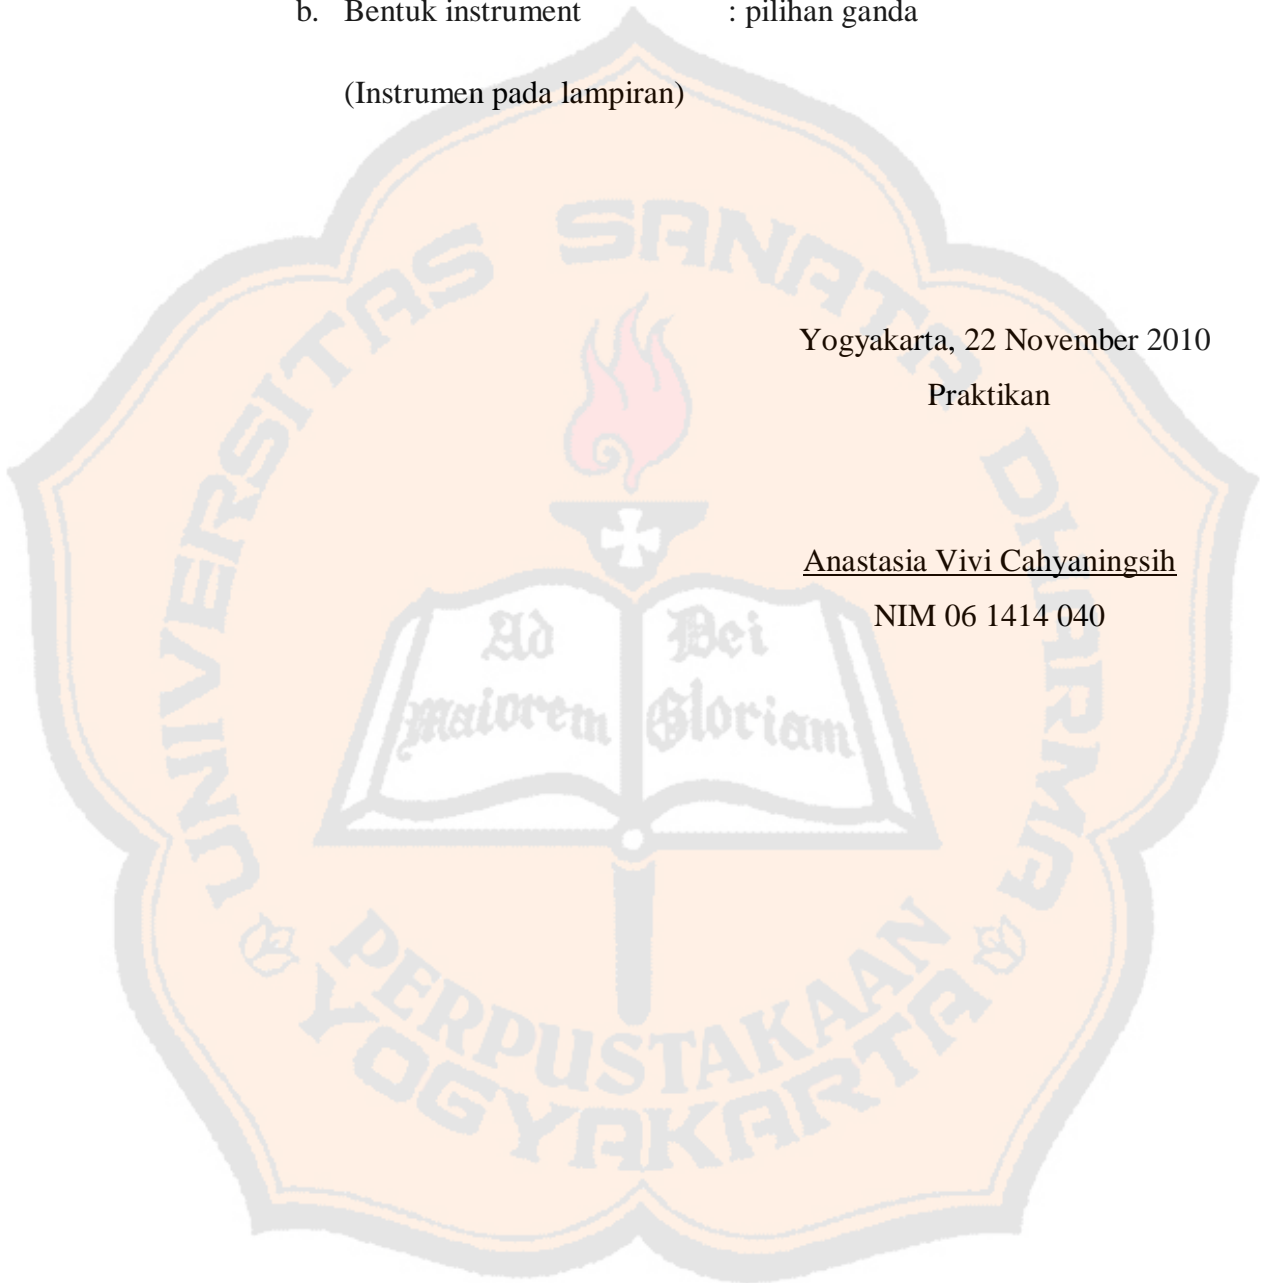 b. Bentuk instrument : pilihan ganda
(Instrumen pada lampiran)
UNIVERSITAS SANATA DHARMA
Yogyakarta, 22 November 2010
Praktikan
Anastasia Vivi Cahyaningsih
NIM 06 1414 040
Ad Dei
maiorem Gloriam
PERPUSTAKAAN
YOGYAKARTA